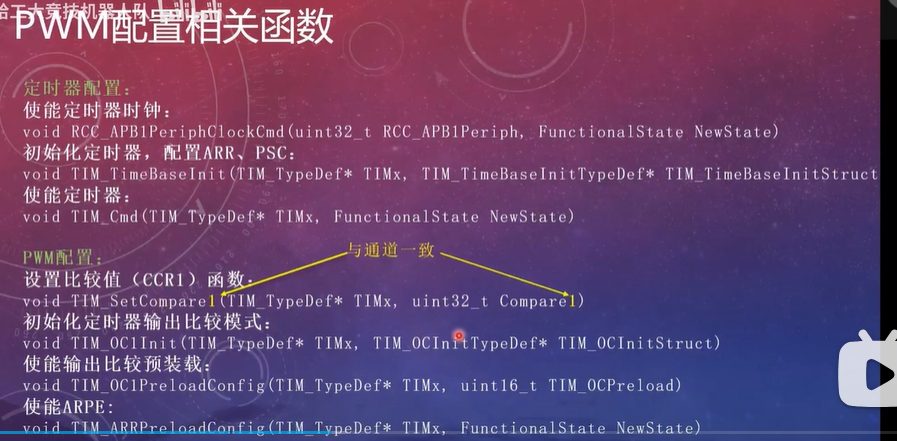 哈工大竞技机器人队
PWM配置相关函数
定时器配置：
使能定时器时钟：
void RCC_APB1PeriphClockCmd(uint32_t RCC_APB1Periph, FunctionalState NewState)
初始化定时器，配置ARR、PSC：
void TIM_TimeBaseInit(TIM_TypeDef* TIMx, TIM_TimeBaseInitTypeDef* TIM_TimeBaseInitStruct
使能定时器：
void TIM_Cmd(TIM_TypeDef* TIMx, FunctionalState NewState)
PWM配置：
与通道一致
设置比较值（CCR1）函数：
void TIM_SetCompare1(TIM_TypeDef* TIMx, uint32_t Compare1)
初始化定时器输出比较模式：
void TIM_OC1Init(TIM_TypeDef* TIMx, TIM_OCInitTypeDef* TIM_OCInitStruct)
使能输出比较预装载：
void TIM_OC1PreloadConfig(TIM_TypeDef* TIMx, uint16_t TIM_OCPreload)
使能ARPE:
void TIM_ARRPreloadConfig(TIM_TypeDef* TIMx, FunctionalState NewState)